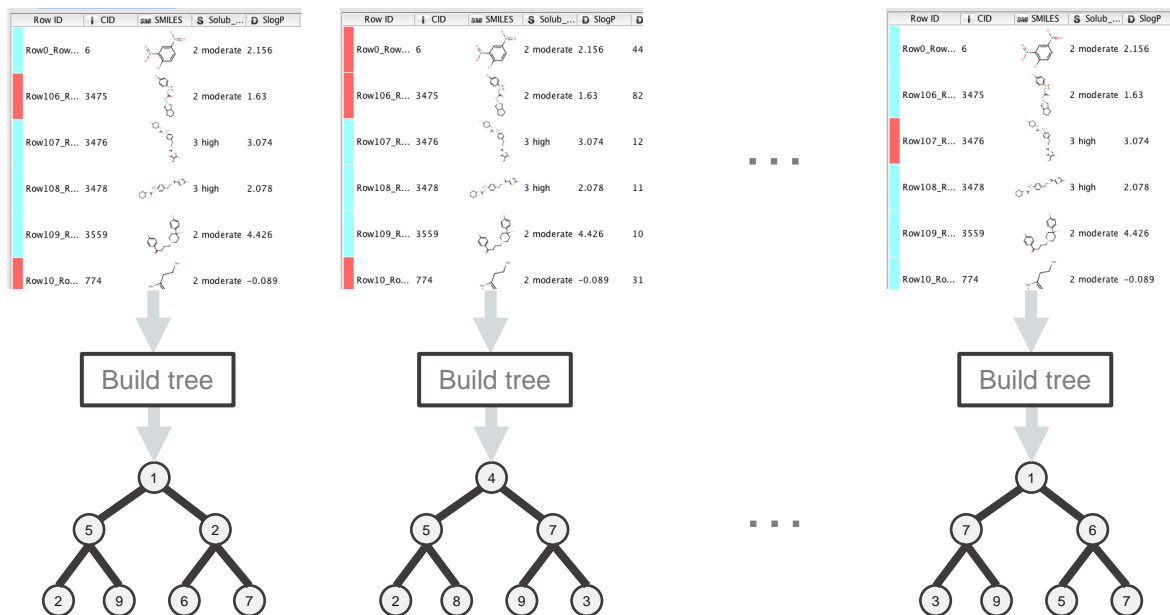 Row ID CID SMILES Solub_... D SlogP
Row0_Row... 6 2 moderate 2.156
Row106_R... 3475 2 moderate 1.63
Row107_R... 3476 3 high 3.074
Row108_R... 3478 3 high 2.078
Row109_R... 3559 2 moderate 4.426
Row10_Ro... 774 2 moderate -0.089
Row ID CID SMILES S Solub_... D SlogP D
Row0_Row... 6 2 moderate 2.156 44
Row106_R... 3475 2 moderate 1.63 82
Row107_R... 3476 3 high 3.074 12
Row108_R... 3478 3 high 2.078 11
Row109_R... 3559 2 moderate 4.426 10
Row10_Ro... 774 2 moderate -0.089 31
...
Row ID CID SMILES S Solub_... D SlogP
Row0_Row... 6 2 moderate 2.156
Row106_R... 3475 2 moderate 1.63
Row107_R... 3476 3 high 3.074
Row108_R... 3478 3 high 2.078
Row109_R... 3559 2 moderate 4.426
Row10_Ro... 774 2 moderate -0.089
Build tree
Build tree
Build tree
1
5 2
2 9 6 7
4
5 7
2 8 9 3
...
1
7 6
3 9 5 7